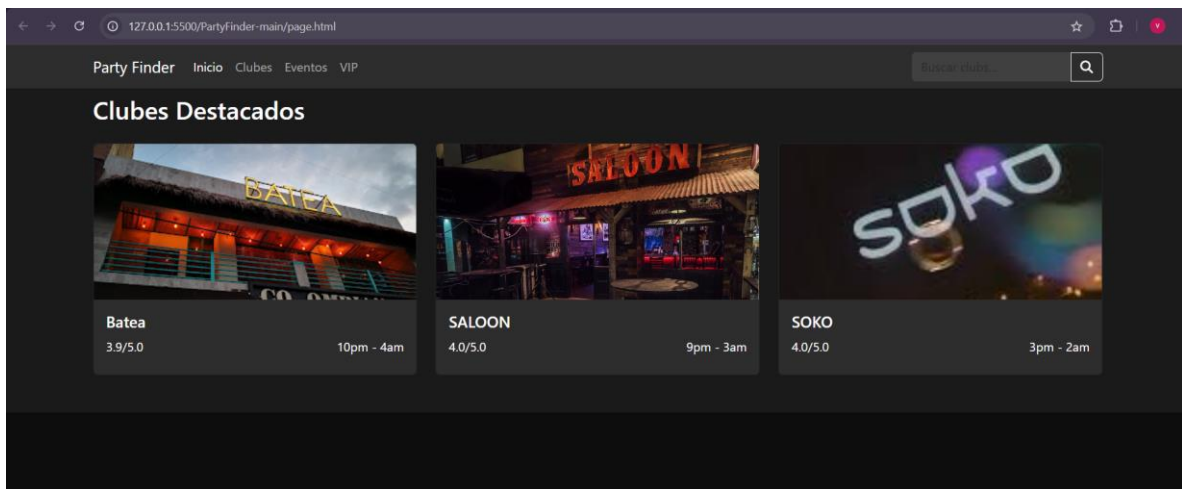 127.0.0.1:5500/PartyFinder-main/page.html
Party Finder Inicio Clubes Eventos VIP Buscar clubs...
Clubes Destacados
BATEA
SALOON
soko
Batea
3.9/5.0 10pm - 4am
SALOON
4.0/5.0 9pm - 3am
SOKO
4.0/5.0 3pm - 2am